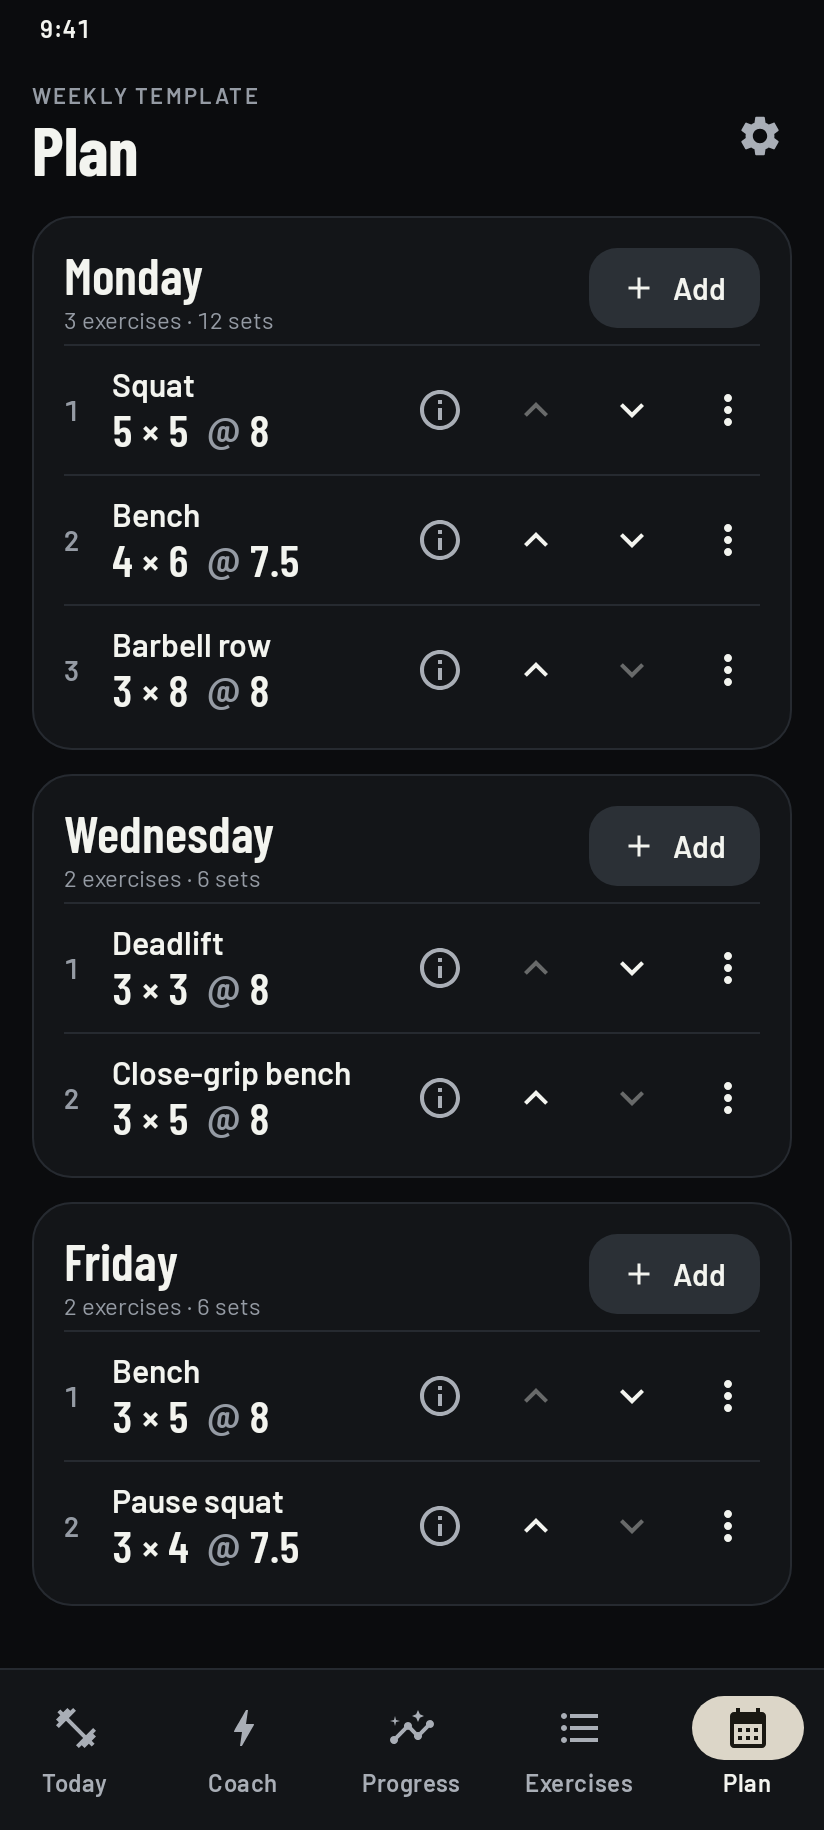 9:41
WEEKLY TEMPLATE
Plan
Monday
3 exercises · 12 sets
+ Add
1
Squat
5 × 5 @ 8
2
Bench
4 × 6 @ 7.5
3
Barbell row
3 × 8 @ 8
Wednesday
2 exercises · 6 sets
+ Add
1
Deadlift
3 × 3 @ 8
2
Close-grip bench
3 × 5 @ 8
Friday
2 exercises · 6 sets
+ Add
1
Bench
3 × 5 @ 8
2
Pause squat
3 × 4 @ 7.5
Today
Coach
Progress
Exercises
Plan